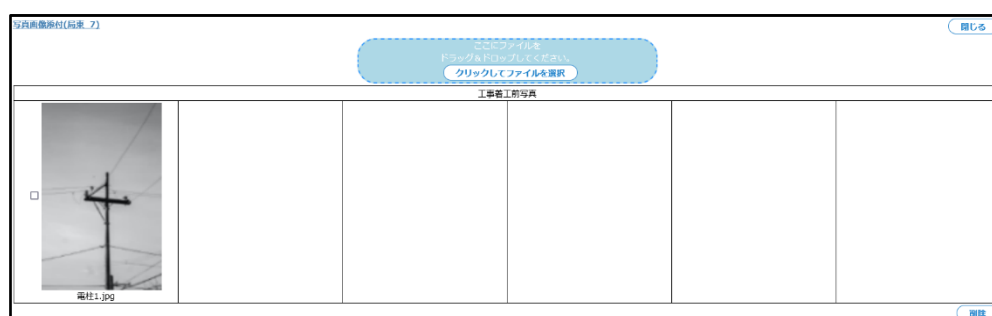 写真画像添付(局束_7)
閉じる
ここにファイルを
ドラッグ&ドロップしてください。
クリックしてファイルを選択
工事着工前写真
電柱1.jpg
削除